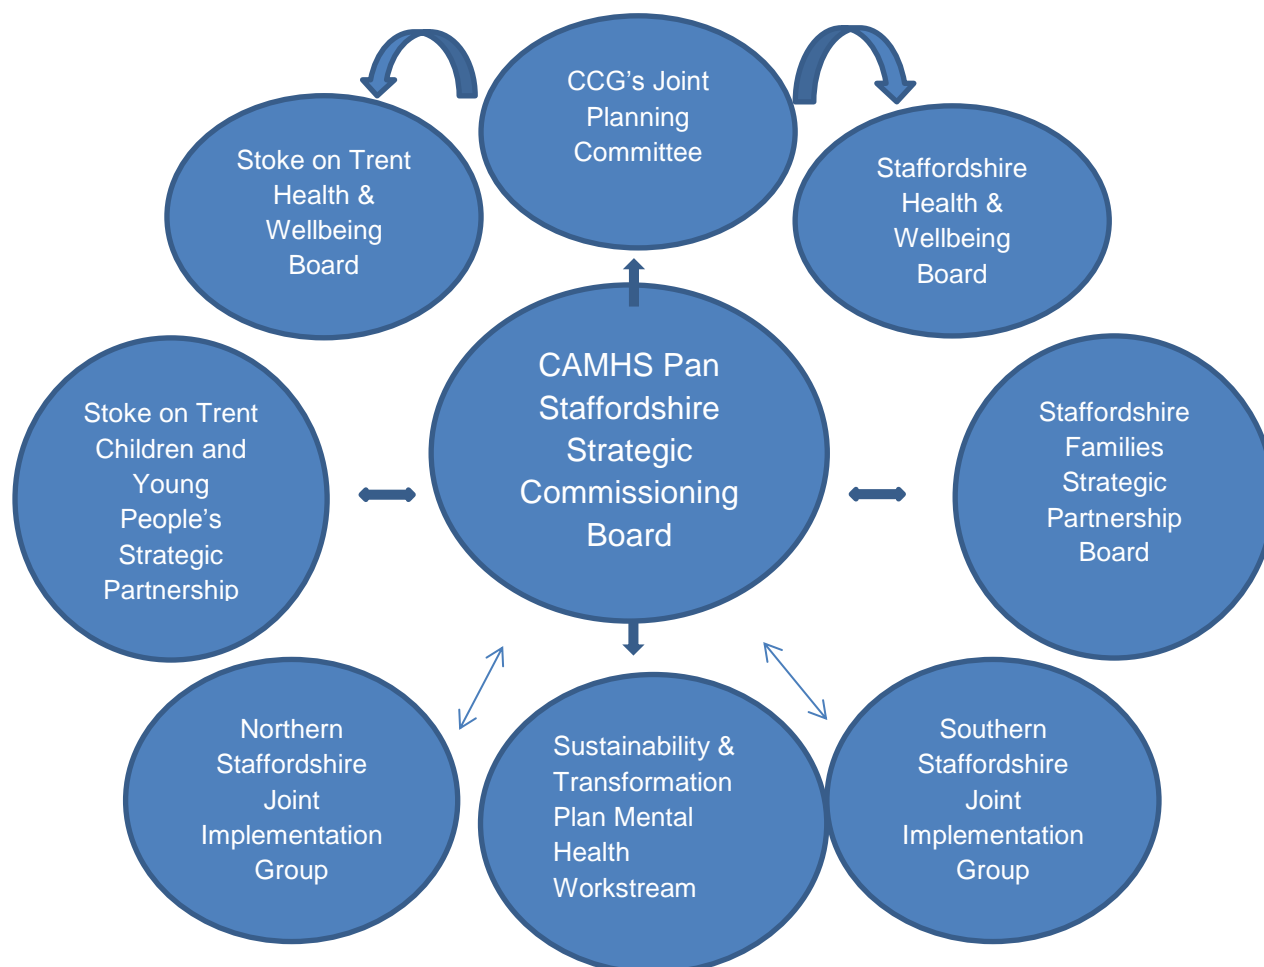 CCG’s Joint
Planning
Committee
Stoke on Trent
Health &
Wellbeing
Board
Staffordshire
Health &
Wellbeing
Board
CAMHS Pan
Staffordshire
Strategic
Commissioning
Board
Stoke on Trent
Children and
Young
People’s
Strategic
Partnership
Staffordshire
Families
Strategic
Partnership
Board
Northern
Staffordshire
Joint
Implementation
Group
Sustainability &
Transformation
Plan Mental
Health
Workstream
Southern
Staffordshire
Joint
Implementation
Group